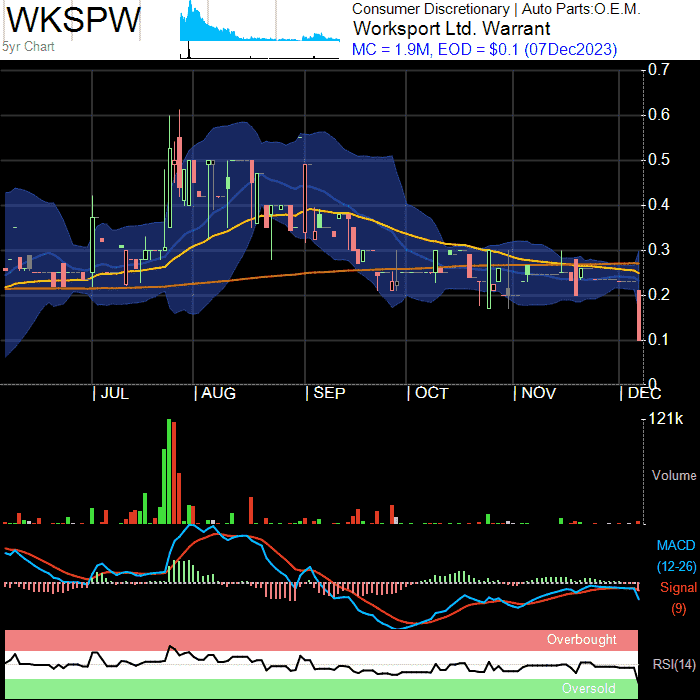 WKSPW
5yr Chart
Consumer Discretionary | Auto Parts:O.E.M.
Worksport Ltd. Warrant
MC = 1.9M, EOD = $0.1 (07Dec2023)
0.7
0.6
0.5
0.4
0.3
0.2
0.1
0
| JUL | AUG | SEP | OCT | NOV | DEC
121k
Volume
MACD
(12-26)
Signal
(9)
Overbought
RSI(14)
Oversold